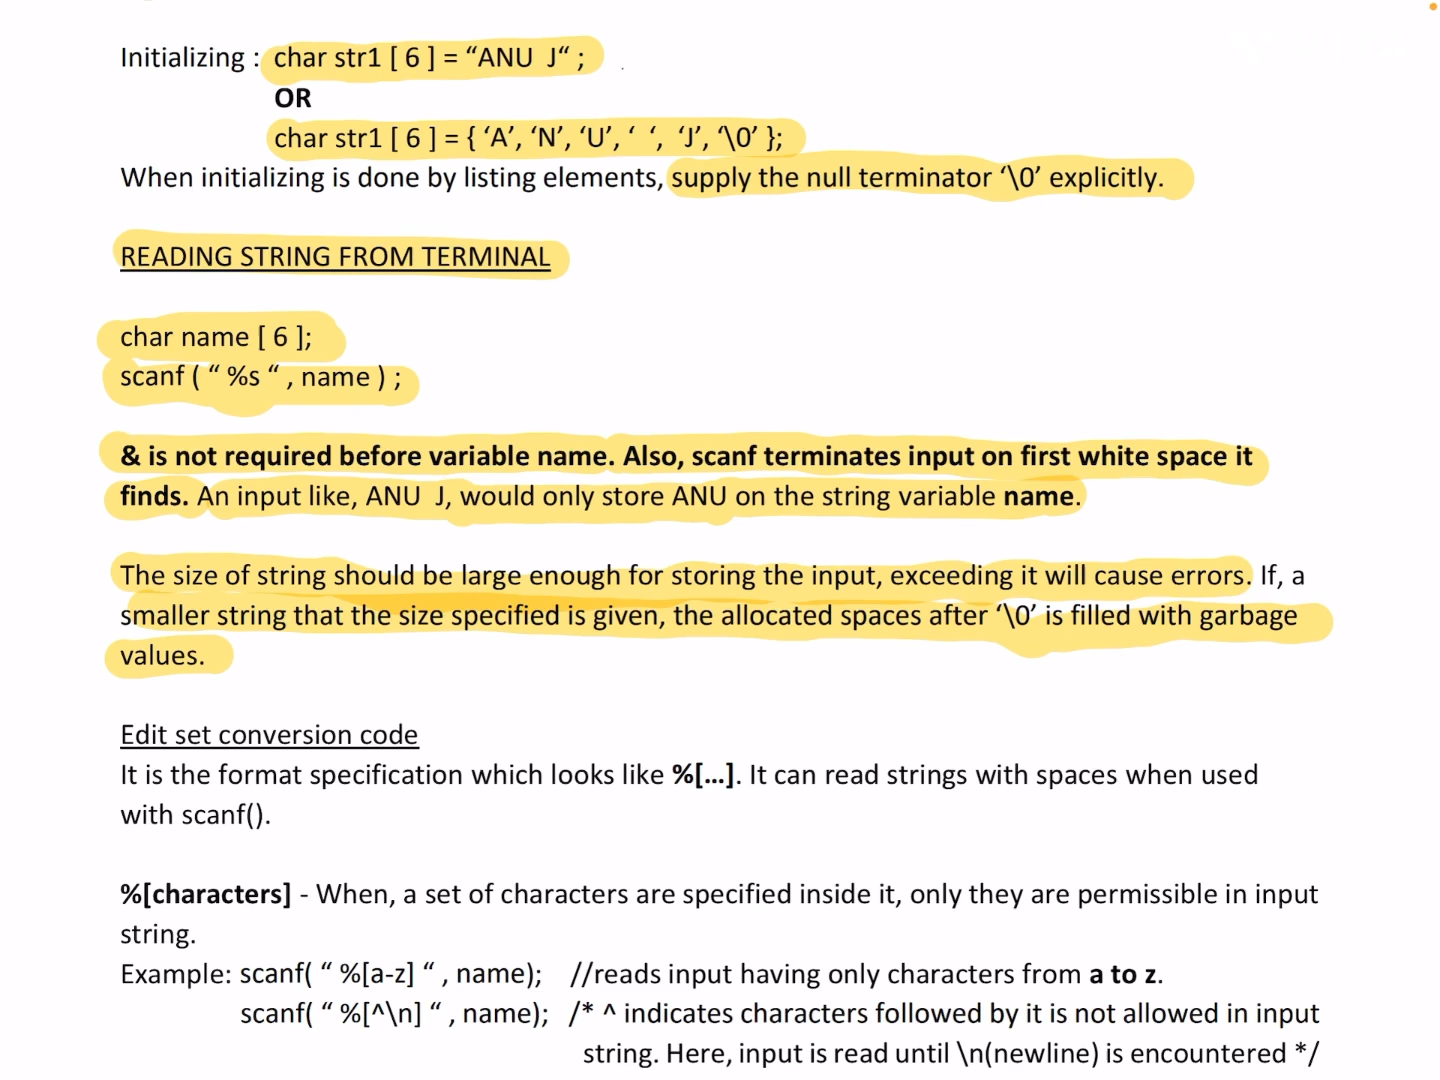 Initializing : char str1 [ 6 ] = “ANU  J“ ;
OR
char str1 [ 6 ] = { ‘A’, ‘N’, ‘U’, ‘ ‘,  ‘J’, ‘\0’ };
When initializing is done by listing elements, supply the null terminator ‘\0’ explicitly.
READING STRING FROM TERMINAL
char name [ 6 ];
scanf ( “ %s “ , name ) ;
& is not required before variable name. Also, scanf terminates input on first white space it
finds. An input like, ANU  J, would only store ANU on the string variable name.
The size of string should be large enough for storing the input, exceeding it will cause errors. If, a
smaller string that the size specified is given, the allocated spaces after ‘\0’ is filled with garbage
values.
Edit set conversion code
It is the format specification which looks like %[...]. It can read strings with spaces when used
with scanf().
%[characters] - When, a set of characters are specified inside it, only they are permissible in input
string.
Example: scanf( “ %[a-z] “ , name);   //reads input having only characters from a to z.
scanf( “ %[^\n] “ , name);  /* ^ indicates characters followed by it is not allowed in input
string. Here, input is read until \n(newline) is encountered */